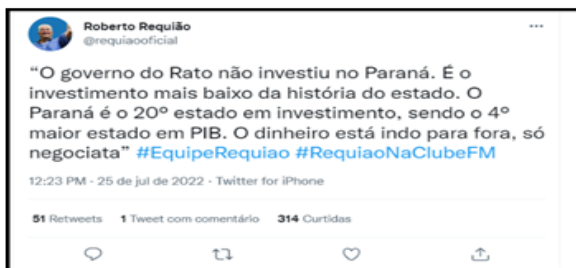 Roberto Requião
@requiaooficial
“O governo do Rato não investiu no Paraná. É o
investimento mais baixo da história do estado. O
Paraná é o 20º estado em investimento, sendo o 4º
maior estado em PIB. O dinheiro está indo para fora, só
negociata” #EquipeRequiao #RequiaoNaClubeFM
12:23 PM · 25 de jul de 2022 · Twitter for iPhone
51 Retweets 1 Tweet com comentário 314 Curtidas